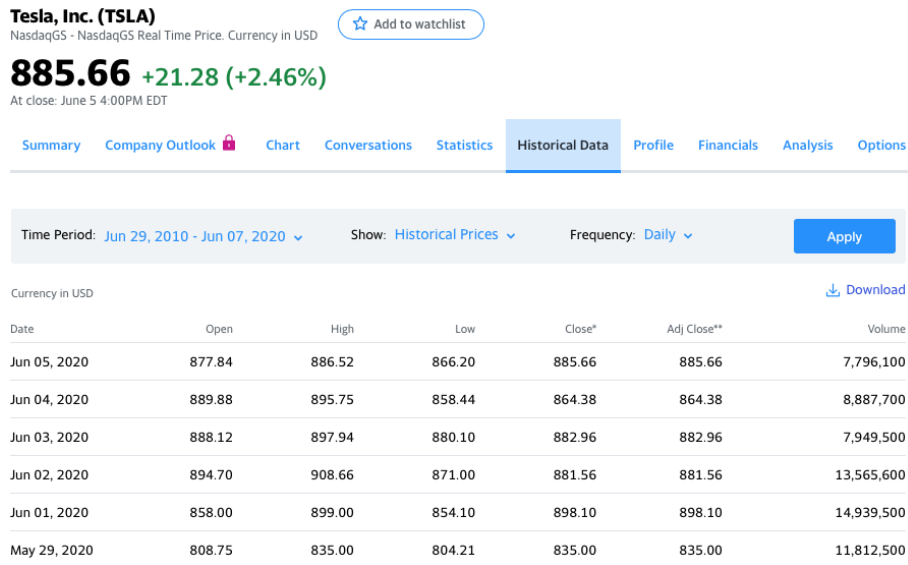 Tesla, Inc. (TSLA)
NasdaqGS - NasdaqGS Real Time Price. Currency in USD
Add to watchlist
885.66 +21.28 (+2.46%)
At close: June 5 4:00PM EDT
Summary Company Outlook Chart Conversations Statistics Historical Data Profile Financials Analysis Options
Time Period: Jun 29, 2010 - Jun 07, 2020 Show: Historical Prices Frequency: Daily Apply
Currency in USD Download
Date Open High Low Close* Adj Close** Volume
Jun 05, 2020 877.84 886.52 866.20 885.66 885.66 7,796,100
Jun 04, 2020 889.88 895.75 858.44 864.38 864.38 8,887,700
Jun 03, 2020 888.12 897.94 880.10 882.96 882.96 7,949,500
Jun 02, 2020 894.70 908.66 871.00 881.56 881.56 13,565,600
Jun 01, 2020 858.00 899.00 854.10 898.10 898.10 14,939,500
May 29, 2020 808.75 835.00 804.21 835.00 835.00 11,812,500